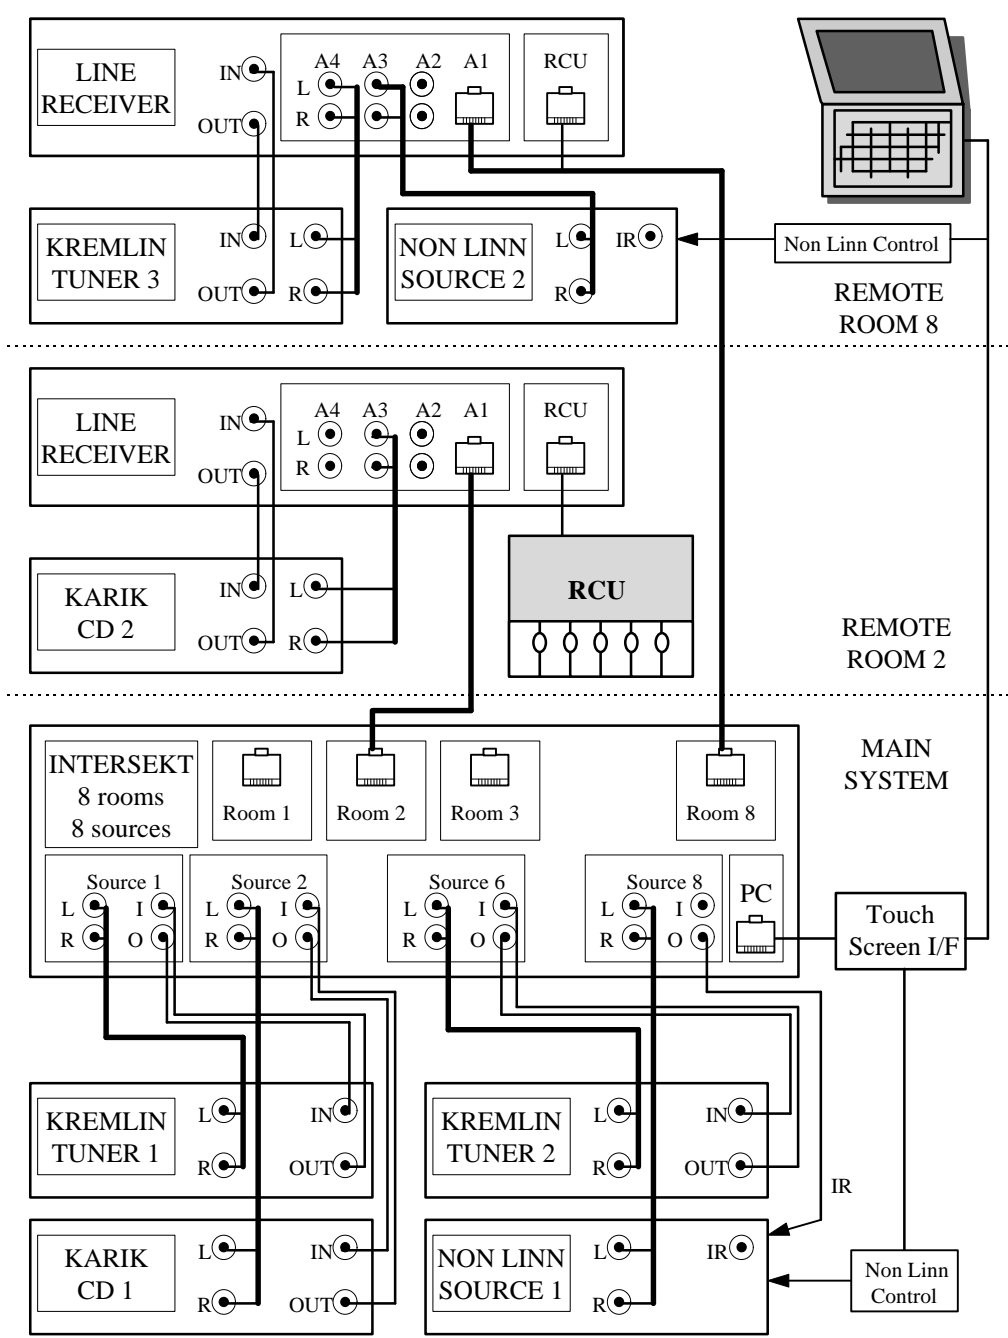 LINE
RECEIVER
IN
OUT
A4 A3 A2 A1
L
R
RCU
KREMLIN
TUNER 3
IN
OUT
L
R
NON LINN
SOURCE 2
L
R
IR
Non Linn Control
REMOTE
ROOM 8
LINE
RECEIVER
IN
OUT
A4 A3 A2 A1
L
R
RCU
KARIK
CD 2
IN
OUT
L
R
RCU
REMOTE
ROOM 2
INTERSEKT
8 rooms
8 sources
Room 1
Room 2
Room 3
Room 8
MAIN
SYSTEM
Source 1
L I
R O
Source 2
L I
R O
Source 6
L I
R O
Source 8
L I
R O
PC
Touch
Screen I/F
KREMLIN
TUNER 1
L
R
IN
OUT
KREMLIN
TUNER 2
L
R
IN
OUT
IR
KARIK
CD 1
L
R
IN
OUT
NON LINN
SOURCE 1
L
R
IR
Non Linn
Control